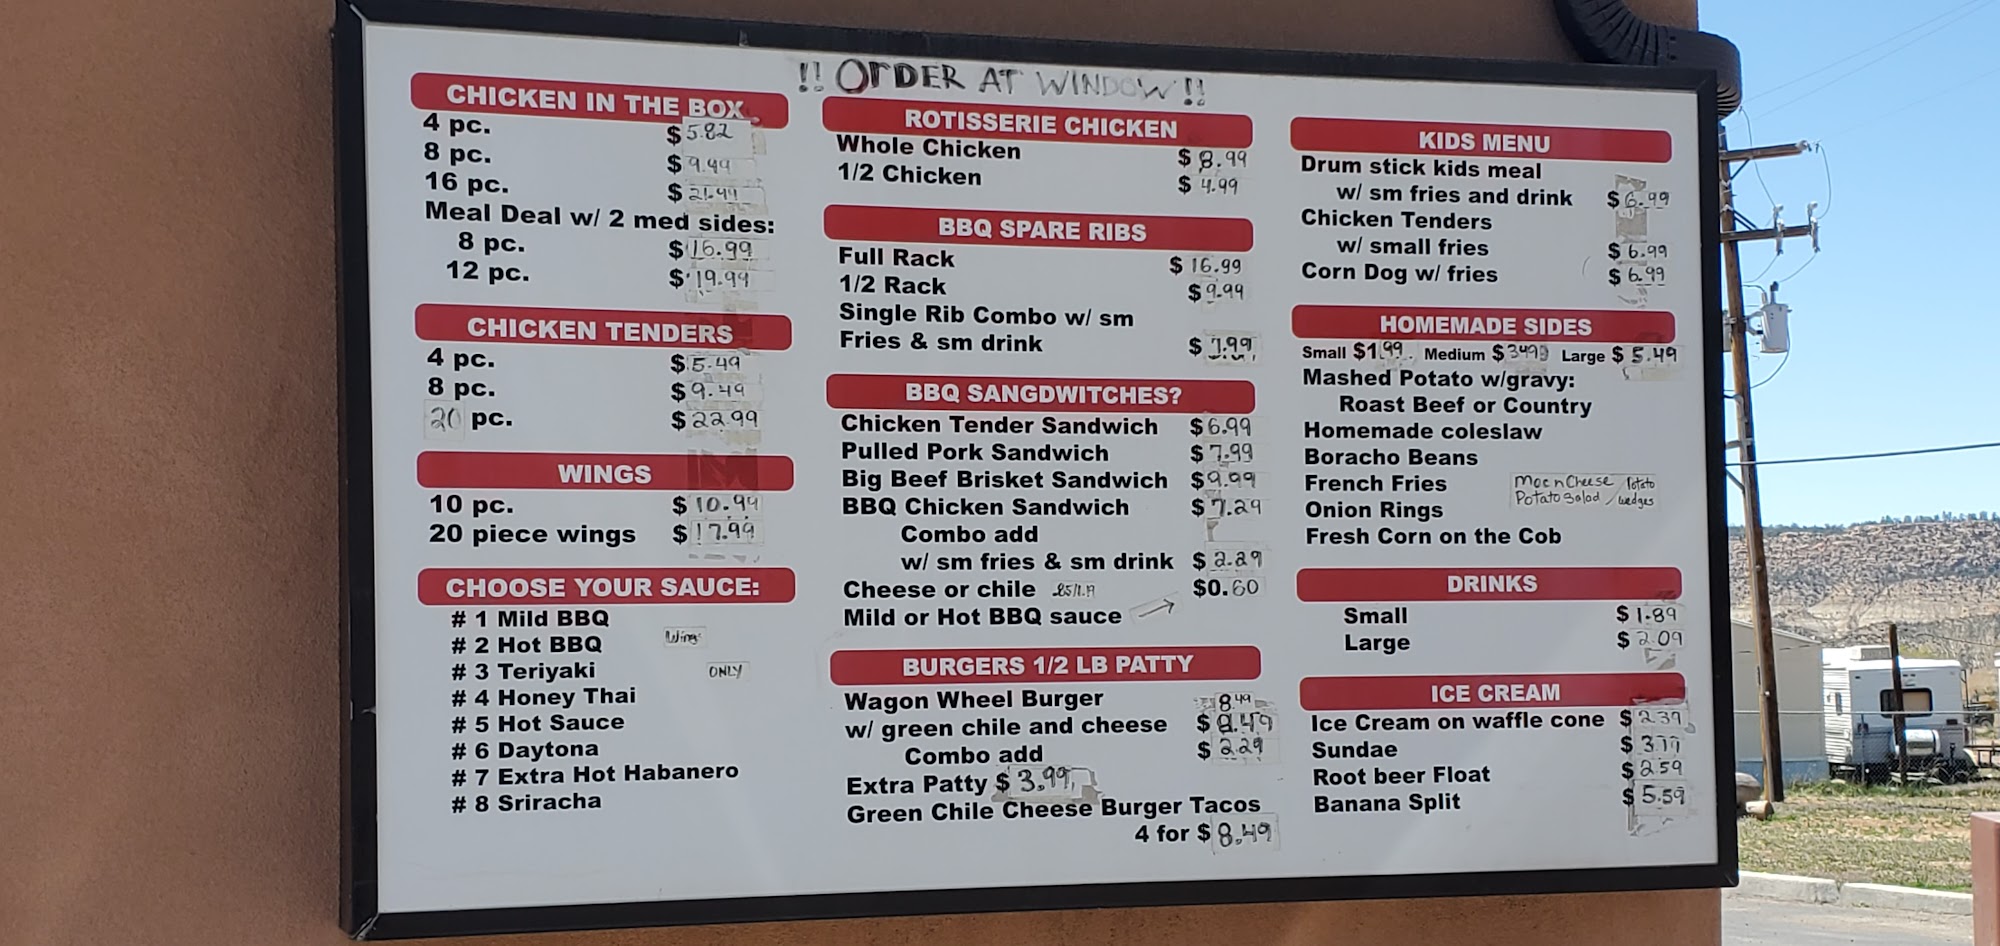 !! ORDER AT WINDOW !!
CHICKEN IN THE BOX
4 pc. $5.82
8 pc. $9.49
16 pc. $21.99
Meal Deal w/ 2 med sides:
8 pc. $16.99
12 pc. $19.99
CHICKEN TENDERS
4 pc. $5.49
8 pc. $9.49
20 pc. $22.99
WINGS
10 pc. $10.99
20 piece wings $17.99
CHOOSE YOUR SAUCE:
# 1 Mild BBQ
# 2 Hot BBQ Wings
# 3 Teriyaki ONLY
# 4 Honey Thai
# 5 Hot Sauce
# 6 Daytona
# 7 Extra Hot Habanero
# 8 Sriracha
ROTISSERIE CHICKEN
Whole Chicken $8.99
1/2 Chicken $4.99
BBQ SPARE RIBS
Full Rack $16.99
1/2 Rack $9.99
Single Rib Combo w/ sm
Fries & sm drink $7.99
BBQ SANGDWITCHES?
Chicken Tender Sandwich $6.99
Pulled Pork Sandwich $7.99
Big Beef Brisket Sandwich $9.99
BBQ Chicken Sandwich $7.29
Combo add
w/ sm fries & sm drink $2.29
Cheese or chile $0.60
Mild or Hot BBQ sauce
BURGERS 1/2 LB PATTY
Wagon Wheel Burger 8.49
w/ green chile and cheese $9.49
Combo add $2.29
Extra Patty $3.99
Green Chile Cheese Burger Tacos
4 for $8.49
KIDS MENU
Drum stick kids meal
w/ sm fries and drink $6.99
Chicken Tenders
w/ small fries $6.99
Corn Dog w/ fries $6.99
HOMEMADE SIDES
Small $1.99 Medium $3.49 Large $5.49
Mashed Potato w/gravy:
Roast Beef or Country
Homemade coleslaw
Boracho Beans
French Fries Mac n Cheese / Potato
Potato Salad / wedges
Onion Rings
Fresh Corn on the Cob
DRINKS
Small $1.89
Large $2.09
ICE CREAM
Ice Cream on waffle cone $2.39
Sundae
Root beer Float $2.59
Banana Split $5.59